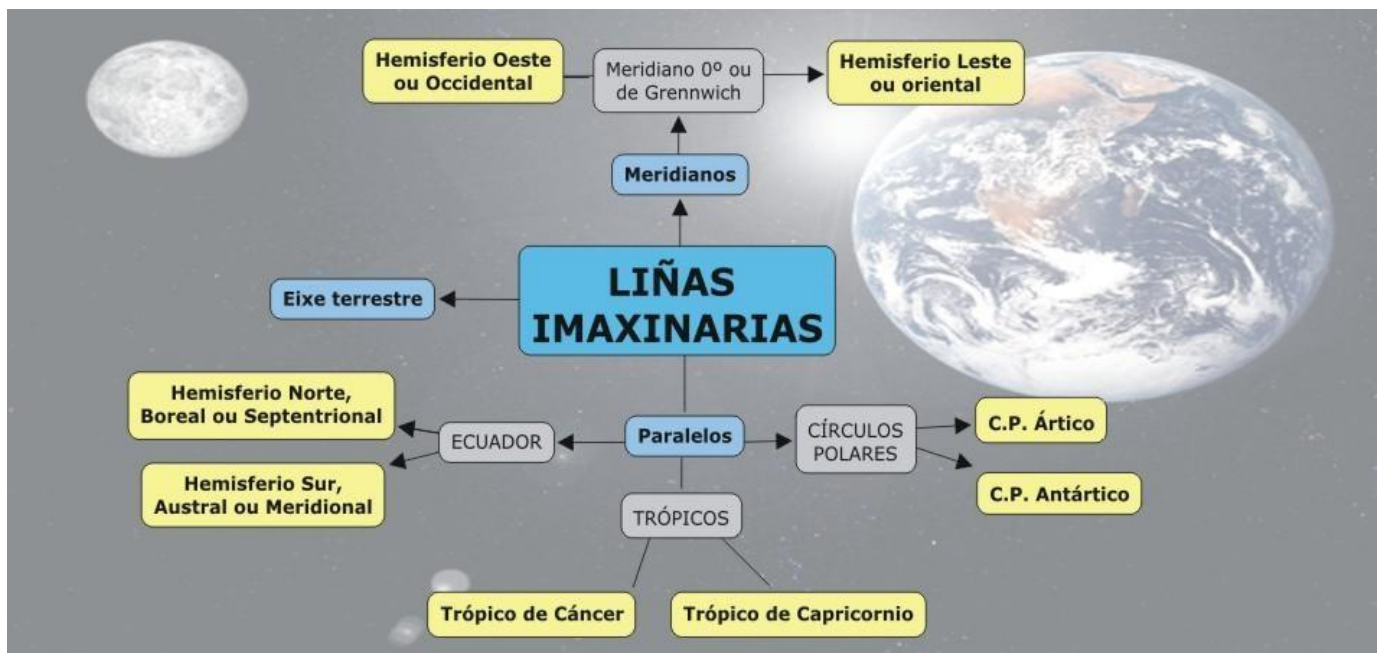 Hemisferio Oeste
ou Occidental
Meridiano 0º ou
de Grennwich
Hemisferio Leste
ou oriental
Meridianos
LIÑAS
IMAXINARIAS
Eixe terrestre
Hemisferio Norte,
Boreal ou Septentrional
ECUADOR
Paralelos
CÍRCULOS
POLARES
C.P. Ártico
Hemisferio Sur,
Austral ou Meridional
C.P. Antártico
TRÓPICOS
Trópico de Cáncer
Trópico de Capricornio